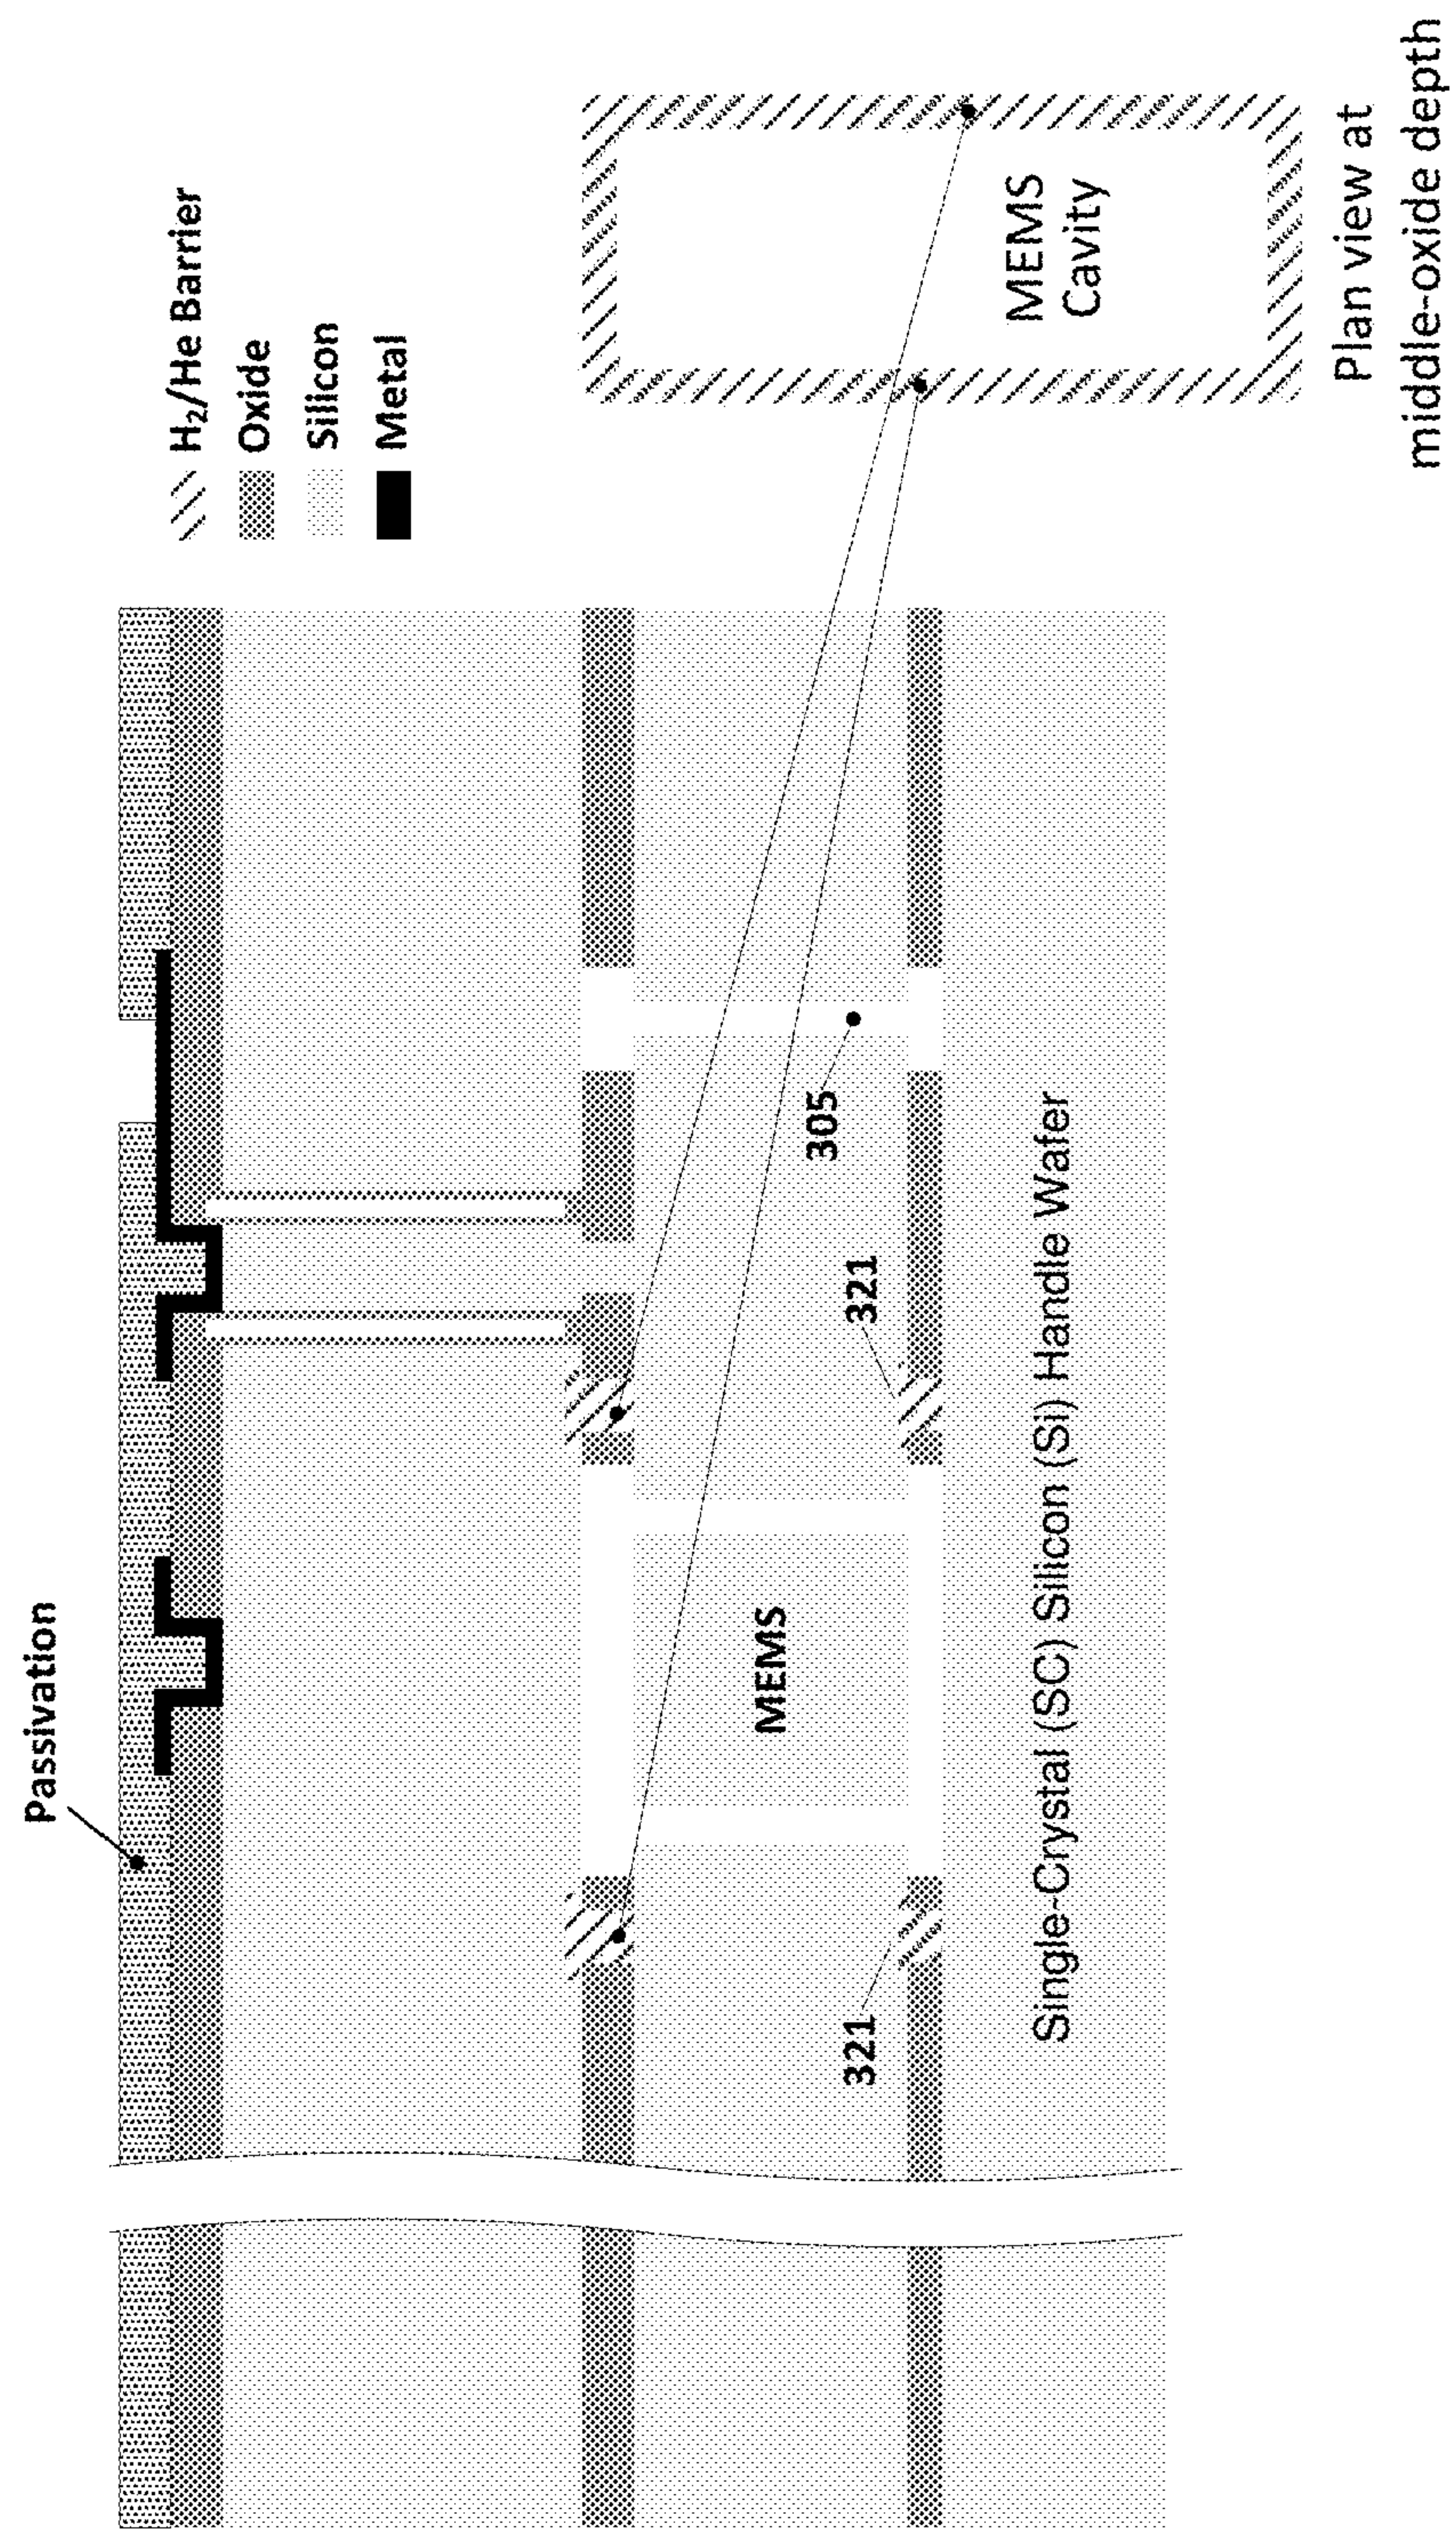 Passivation
H₂/He Barrier
Oxide
Silicon
Metal
MEMS
321
321
305
Single-Crystal (SC) Silicon (Si) Handle Wafer
MEMS
Cavity
Plan view at
middle-oxide depth